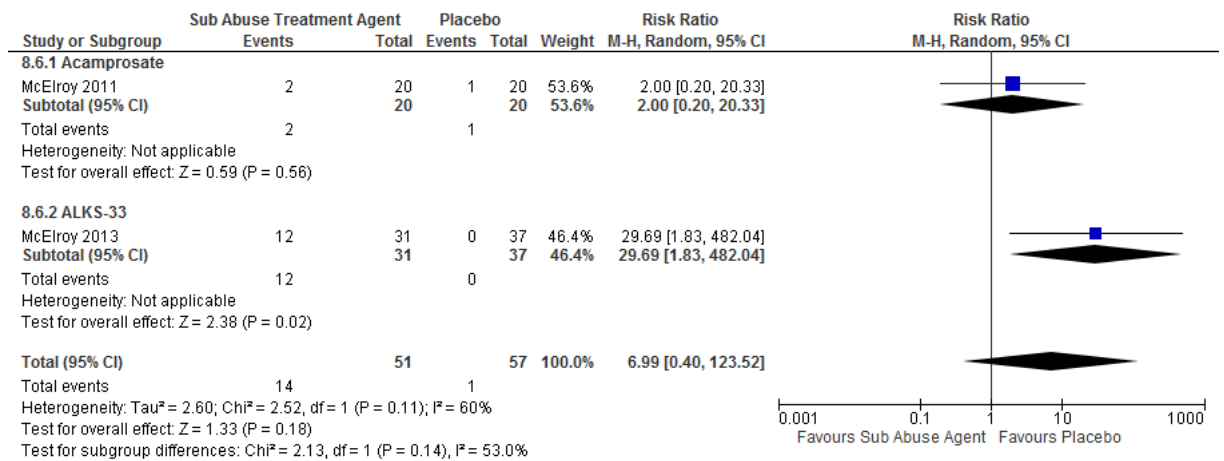 Sub Abuse Treatment Agent Placebo Risk Ratio Risk Ratio
Study or Subgroup Events Total Events Total Weight M-H, Random, 95% CI M-H, Random, 95% CI
8.6.1 Acamprosate
McElroy 2011 2 20 1 20 53.6% 2.00 [0.20, 20.33]
Subtotal (95% CI) 20 20 53.6% 2.00 [0.20, 20.33]
Total events 2 1
Heterogeneity: Not applicable
Test for overall effect: Z = 0.59 (P = 0.56)
8.6.2 ALKS-33
McElroy 2013 12 31 0 37 46.4% 29.69 [1.83, 482.04]
Subtotal (95% CI) 31 37 46.4% 29.69 [1.83, 482.04]
Total events 12 0
Heterogeneity: Not applicable
Test for overall effect: Z = 2.38 (P = 0.02)
Total (95% CI) 51 57 100.0% 6.99 [0.40, 123.52]
Total events 14 1
Heterogeneity: Tau² = 2.60; Chi² = 2.52, df = 1 (P = 0.11); I² = 60%
Test for overall effect: Z = 1.33 (P = 0.18)
Test for subgroup differences: Chi² = 2.13, df = 1 (P = 0.14), I² = 53.0%
0.001 0.1 1 10 1000
Favours Sub Abuse Agent Favours Placebo